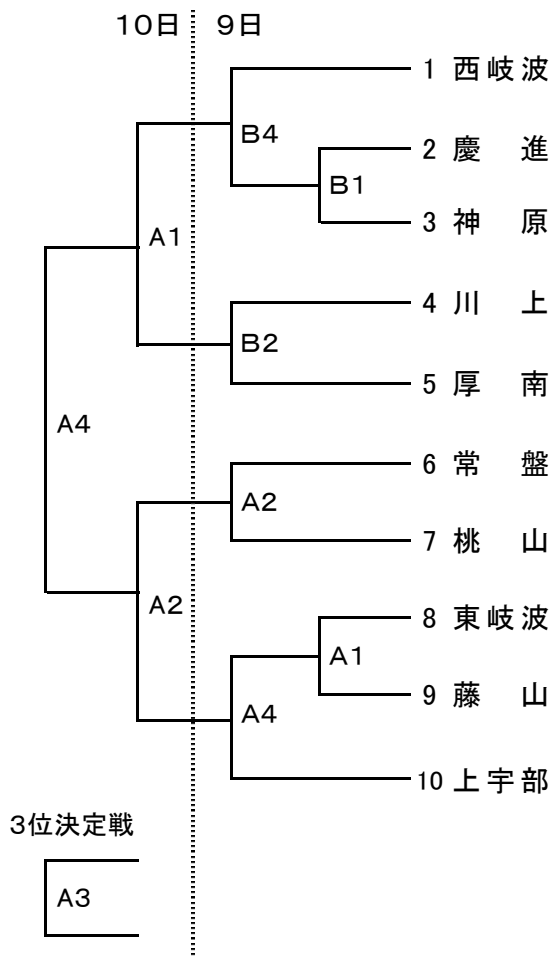 10日 9日
1 西岐波
B4
2 慶 進
B1
3 神 原
A1
4 川 上
B2
5 厚 南
A4
6 常 盤
A2
7 桃 山
A2
8 東岐波
A1
9 藤 山
A4
10 上宇部
3位決定戦
A3